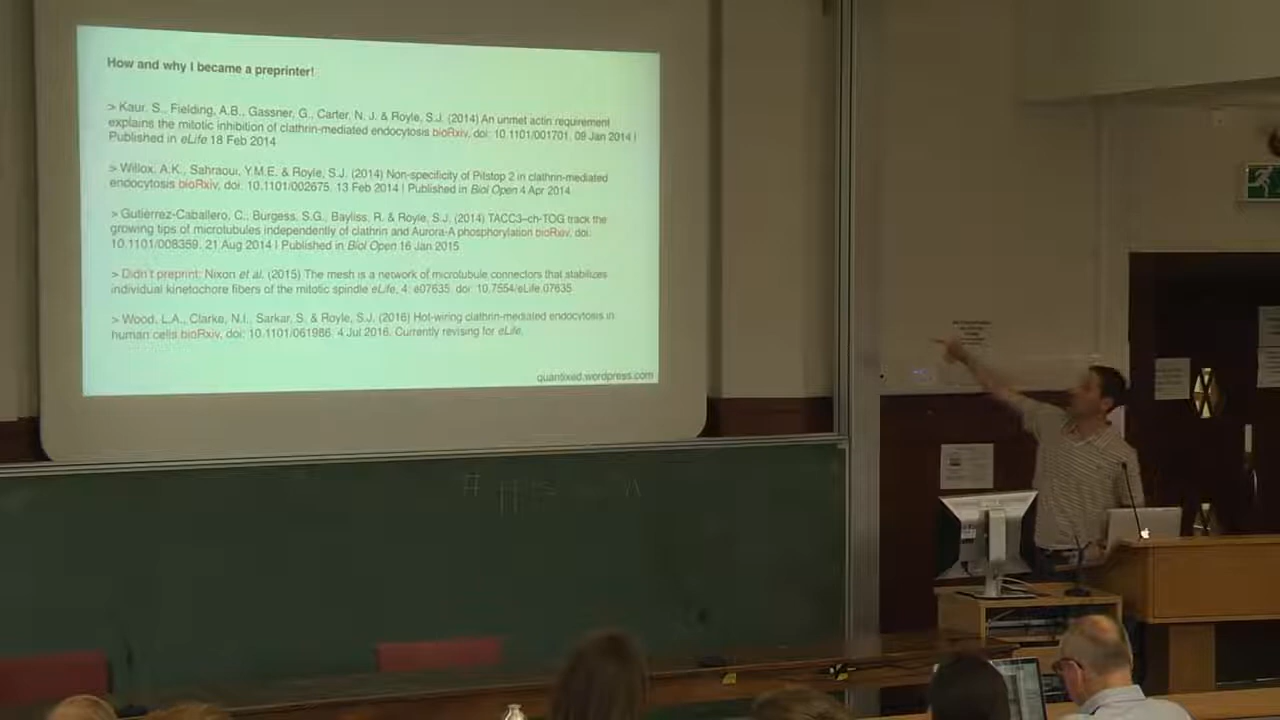 How and why I became a preprinter!
> Kaur, S., Fielding, A.B., Gassner, G., Carter, N. J. & Royle, S.J. (2014) An unmet actin requirement
explains the mitotic inhibition of clathrin-mediated endocytosis bioRxiv, doi: 10.1101/001701. 09 Jan 2014 |
Published in eLife 18 Feb 2014
> Willox, A.K., Sahraoui, Y.M.E. & Royle, S.J. (2014) Non-specificity of Pitstop 2 in clathrin-mediated
endocytosis bioRxiv, doi: 10.1101/002675. 13 Feb 2014 | Published in Biol Open 4 Apr 2014
> Gutiérrez-Caballero, C., Burgess, S.G., Bayliss, R. & Royle, S.J. (2014) TACC3–ch-TOG track the
growing tips of microtubules independently of clathrin and Aurora-A phosphorylation bioRxiv, doi:
10.1101/008359. 21 Aug 2014 | Published in Biol Open 16 Jan 2015
> Didn't preprint: Nixon et al. (2015) The mesh is a network of microtubule connectors that stabilizes
individual kinetochore fibers of the mitotic spindle eLife, 4: e07635. doi: 10.7554/eLife.07635
> Wood, L.A., Clarke, N.I., Sarkar, S. & Royle, S.J. (2016) Hot-wiring clathrin-mediated endocytosis in
human cells bioRxiv, doi: 10.1101/061986. 4 Jul 2016. Currently revising for eLife.
quantixed.wordpress.com